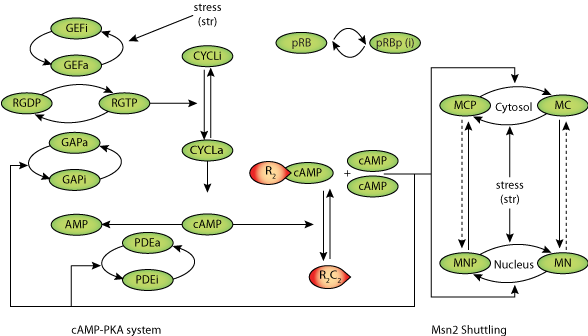 stress
(str)
GEFi
GEFa
pRB
pRBp (i)
CYCLi
RGDP
RGTP
MCP
Cytosol
MC
GAPa
GAPi
CYCLa
R2
cAMP
+
cAMP
cAMP
stress
(str)
AMP
cAMP
PDEa
PDEi
R2C2
MNP
Nucleus
MN
cAMP-PKA system
Msn2 Shuttling